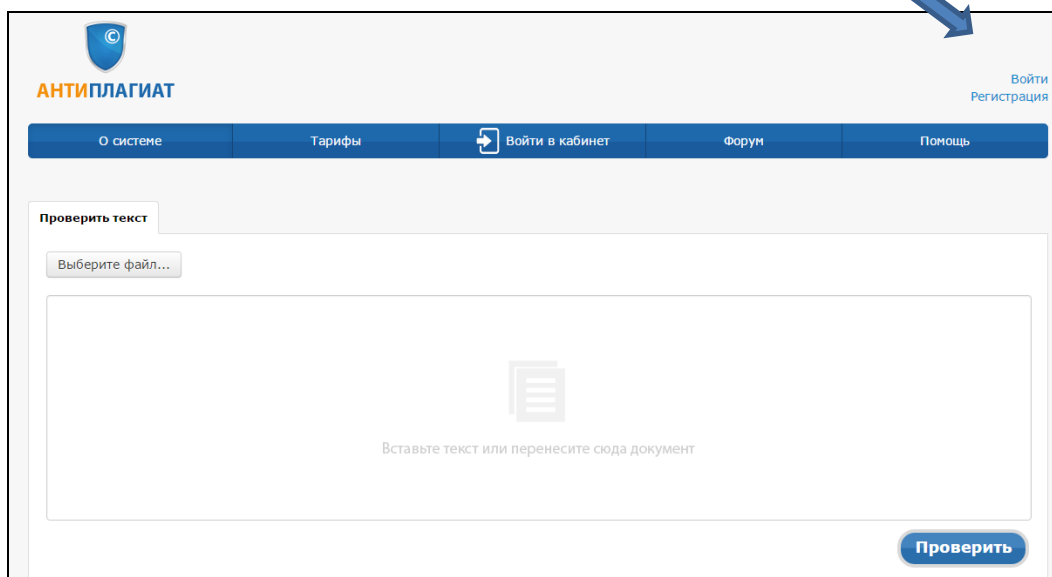 ©
АНТИПЛАГИАТ
Войти
Регистрация
О системе Тарифы Войти в кабинет Форум Помощь
Проверить текст
Выберите файл...
Вставьте текст или перенесите сюда документ
Проверить